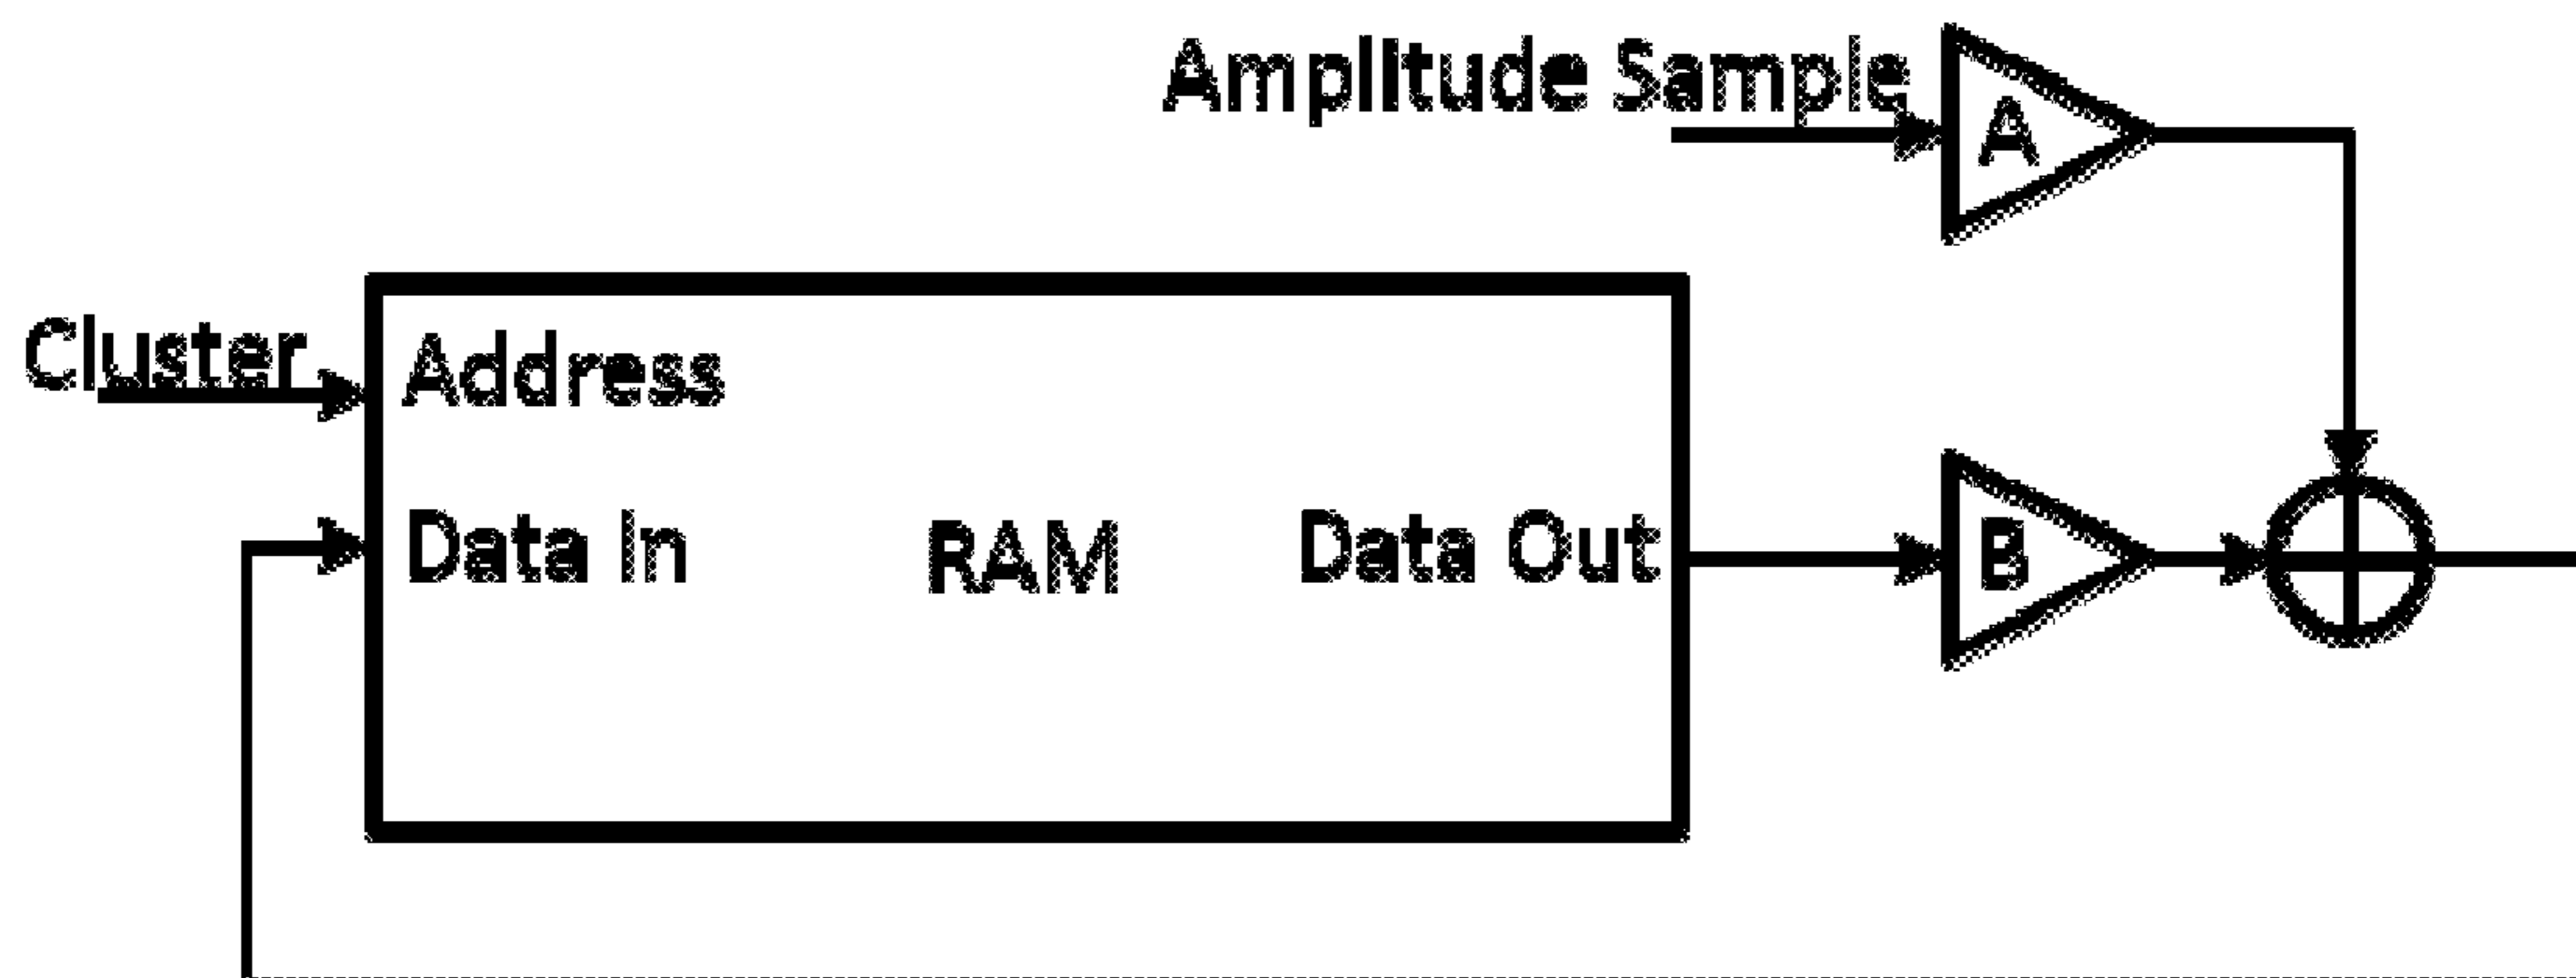 Amplitude Sample
A
Cluster
Address
Data In
RAM
Data Out
B